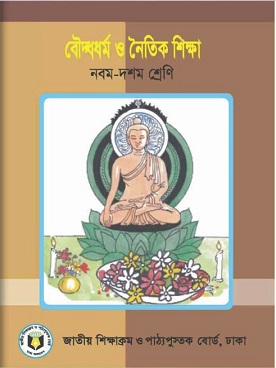 বৌদ্ধধর্ম ও নৈতিক শিক্ষা
নবম-দশম শ্রেণি
জাতীয় শিক্ষাক্রম ও পাঠ্যপুস্তক বোর্ড, ঢাকা